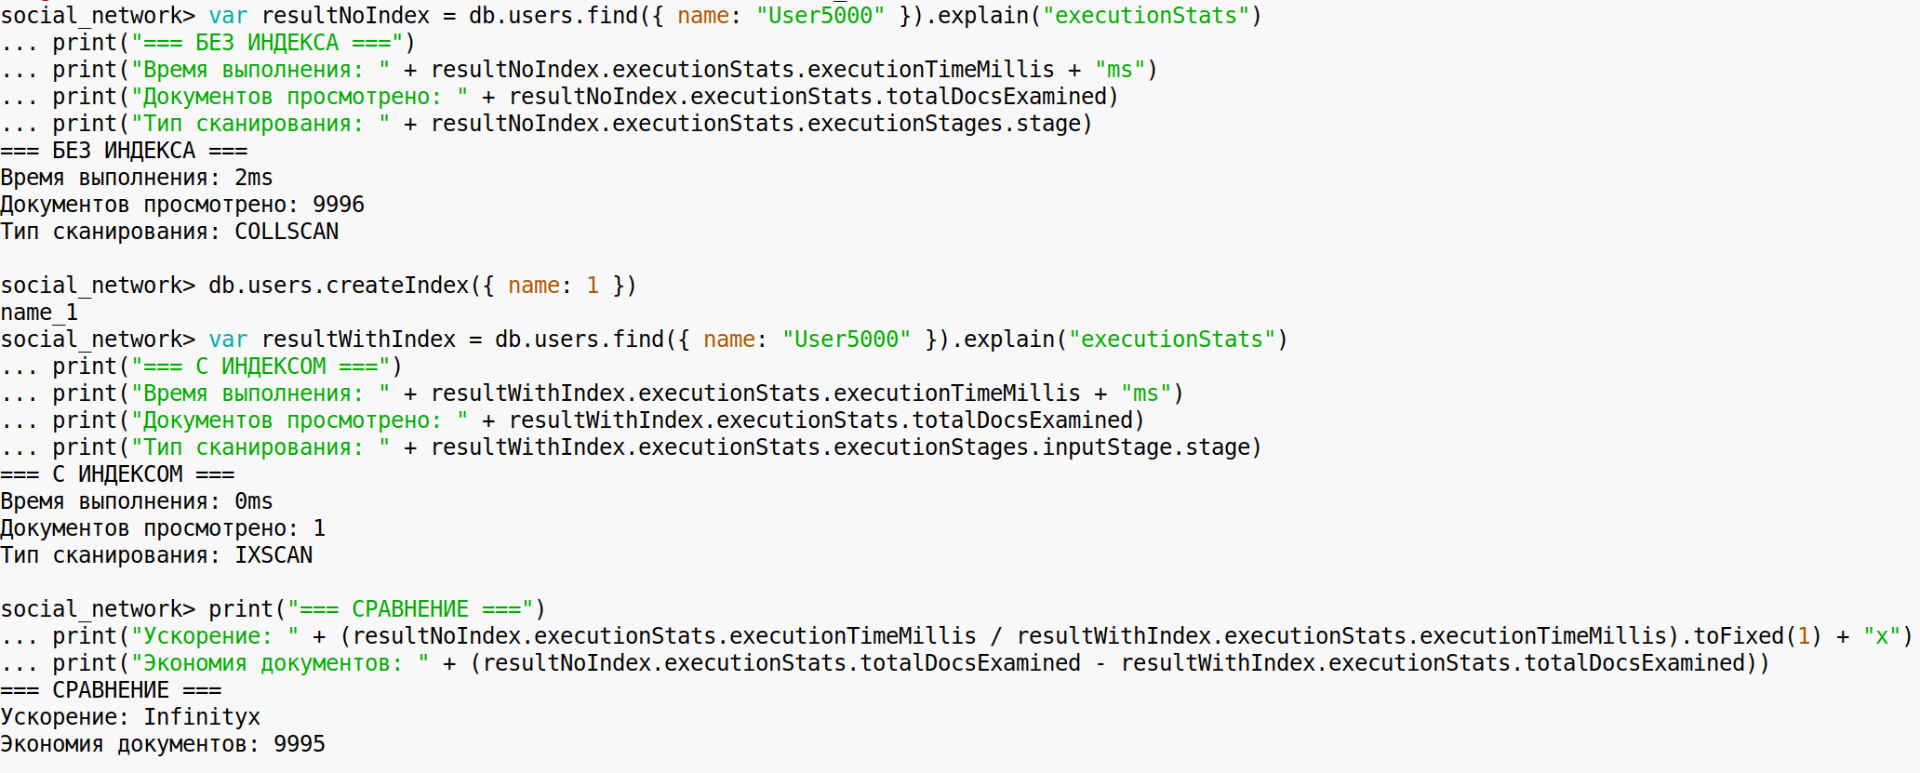 social_network> var resultNoIndex = db.users.find({ name: "User5000" }).explain("executionStats")
... print("=== БЕЗ ИНДЕКСА ===")
... print("Время выполнения: " + resultNoIndex.executionStats.executionTimeMillis + "ms")
... print("Документов просмотрено: " + resultNoIndex.executionStats.totalDocsExamined)
... print("Тип сканирования: " + resultNoIndex.executionStats.executionStages.stage)
=== БЕЗ ИНДЕКСА ===
Время выполнения: 2ms
Документов просмотрено: 9996
Тип сканирования: COLLSCAN
social_network> db.users.createIndex({ name: 1 })
name_1
social_network> var resultWithIndex = db.users.find({ name: "User5000" }).explain("executionStats")
... print("=== С ИНДЕКСОМ ===")
... print("Время выполнения: " + resultWithIndex.executionStats.executionTimeMillis + "ms")
... print("Документов просмотрено: " + resultWithIndex.executionStats.totalDocsExamined)
... print("Тип сканирования: " + resultWithIndex.executionStats.executionStages.inputStage.stage)
=== С ИНДЕКСОМ ===
Время выполнения: 0ms
Документов просмотрено: 1
Тип сканирования: IXSCAN
social_network> print("=== СРАВНЕНИЕ ===")
... print("Ускорение: " + (resultNoIndex.executionStats.executionTimeMillis / resultWithIndex.executionStats.executionTimeMillis).toFixed(1) + "x")
... print("Экономия документов: " + (resultNoIndex.executionStats.totalDocsExamined - resultWithIndex.executionStats.totalDocsExamined))
=== СРАВНЕНИЕ ===
Ускорение: Infinityx
Экономия документов: 9995